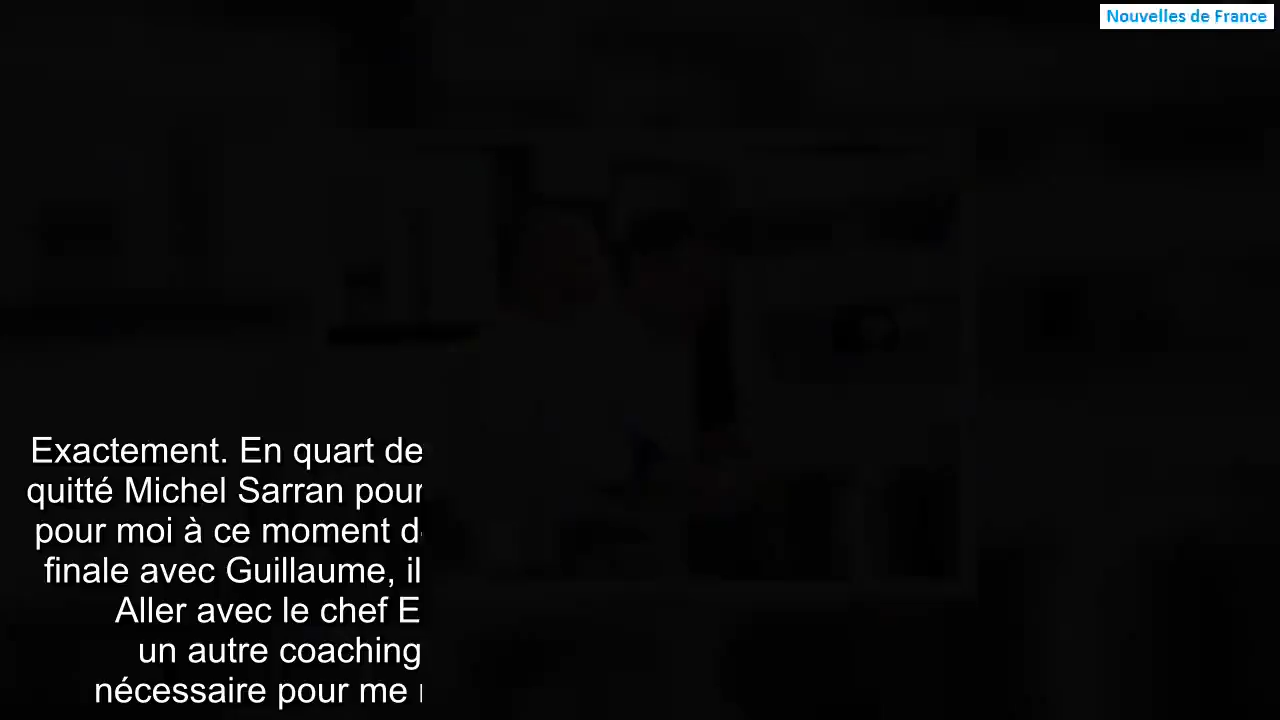 Nouvelles de France
Exactement. En quart de
quitté Michel Sarran pour
pour moi à ce moment d
finale avec Guillaume, il
Aller avec le chef E
un autre coaching
nécessaire pour me